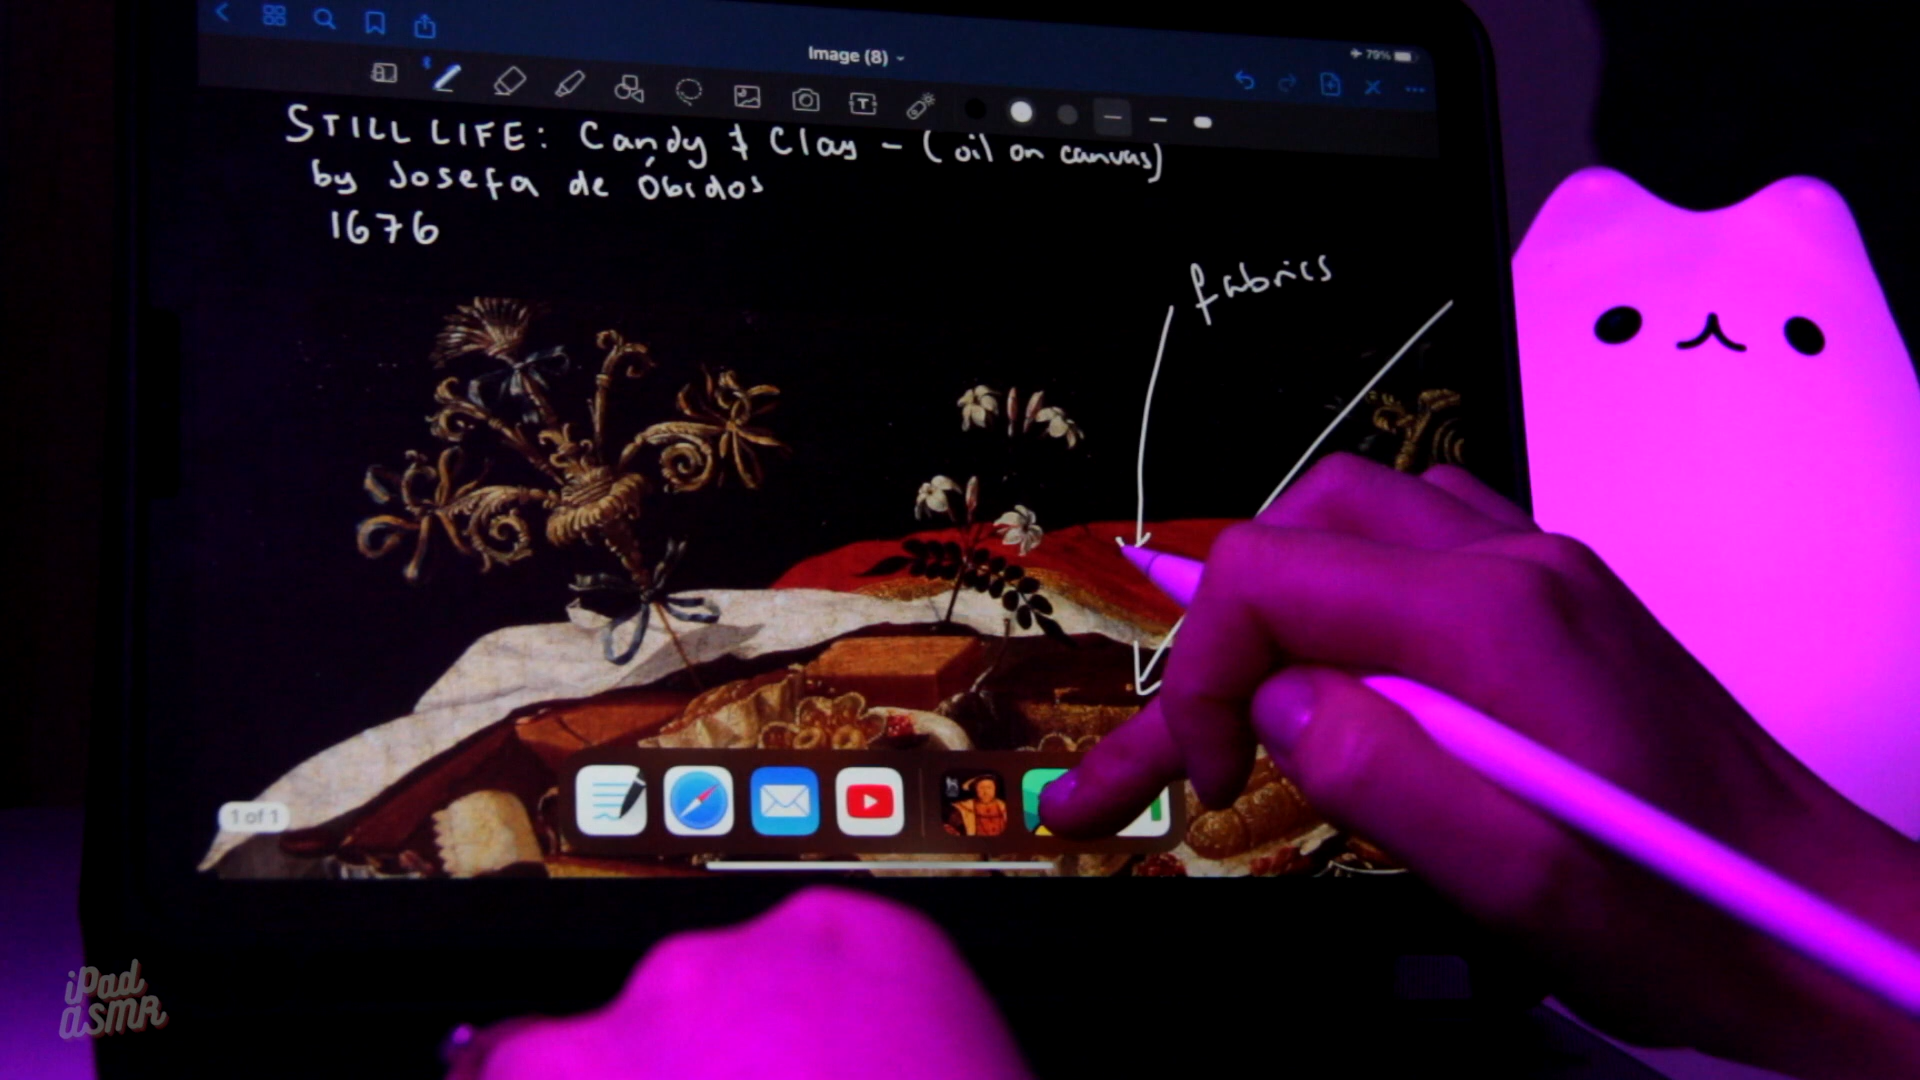 Image (8)
79%
STILL LIFE: Candy & Clay - (oil on canvas)
by Josefa de Óbidos
1676
fabrics
1 of 1
iPad
ASMR